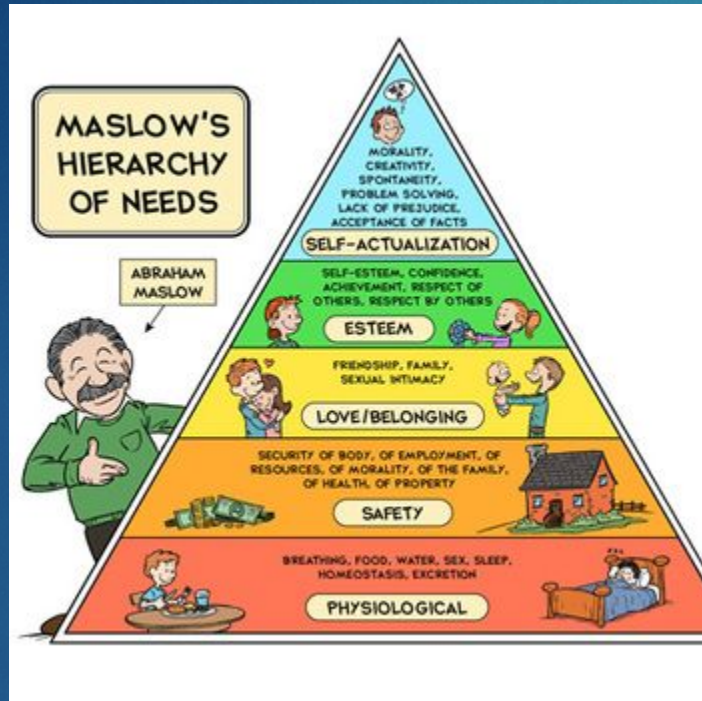 MASLOW'S
HIERARCHY
OF NEEDS
ABRAHAM
MASLOW
MORALITY,
CREATIVITY,
SPONTANEITY,
PROBLEM SOLVING,
LACK OF PREJUDICE,
ACCEPTANCE OF FACTS
SELF-ACTUALIZATION
SELF-ESTEEM, CONFIDENCE,
ACHIEVEMENT, RESPECT OF
OTHERS, RESPECT BY OTHERS
ESTEEM
FRIENDSHIP, FAMILY,
SEXUAL INTIMACY
LOVE/BELONGING
SECURITY OF BODY, OF EMPLOYMENT, OF
RESOURCES, OF MORALITY, OF THE FAMILY,
OF HEALTH, OF PROPERTY
SAFETY
BREATHING, FOOD, WATER, SEX, SLEEP,
HOMEOSTASIS, EXCRETION
PHYSIOLOGICAL